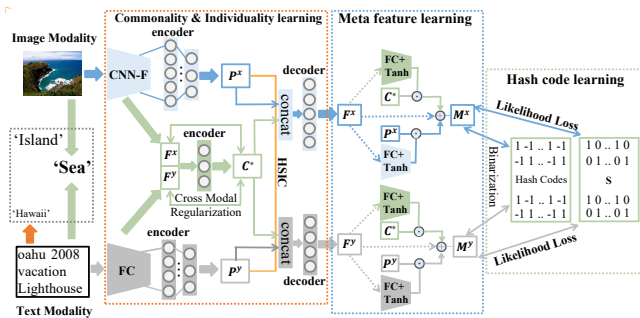 Commonality & Individuality learning
Meta feature learning
Hash code learning
Image Modality
encoder
CNN-F
P^x
decoder
concat
F^x
FC+
Tanh
C*
P^x
FC+
Tanh
M^x
Likelihood Loss
'Island'
'Sea'
'Hawaii'
F^x
F^y
encoder
C*
Cross Modal
Regularization
HSIC
Binarization
1 -1 .. 1 -1
-1 1 .. -1 1
Hash Codes
1 -1 .. 1 -1
-1 1 .. -1 1
1 0 .. 1 0
0 1 .. 0 1
S
1 0 .. 1 0
0 1 .. 0 1
oahu 2008
vacation
Lighthouse
Text Modality
FC
encoder
P^y
concat
decoder
F^y
FC+
Tanh
C*
P^y
FC+
Tanh
M^y
Likelihood Loss